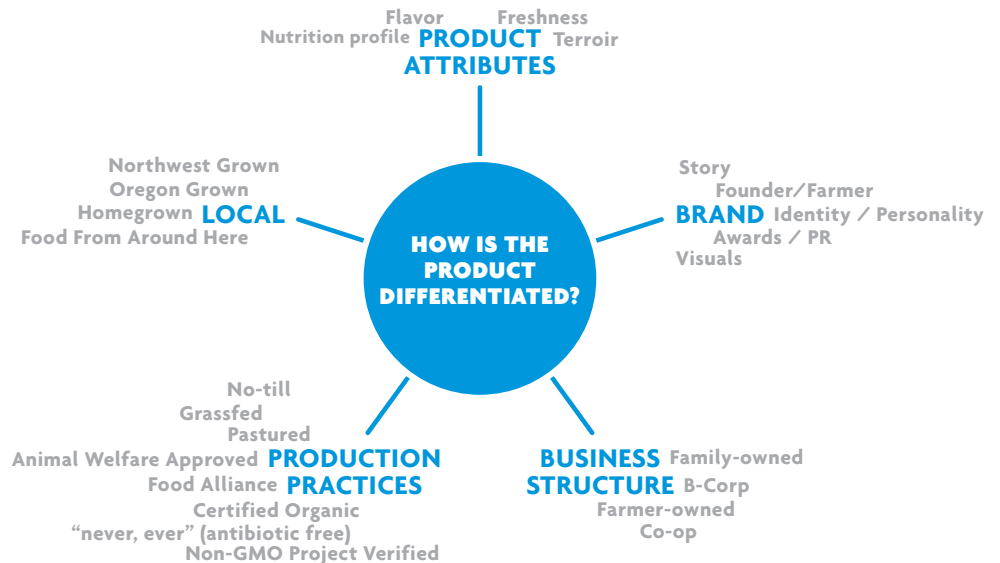 Flavor
Freshness
Nutrition profile PRODUCT Terroir
ATTRIBUTES
Northwest Grown
Oregon Grown
Homegrown LOCAL
Food From Around Here
Story
Founder/Farmer
BRAND Identity / Personality
Awards / PR
Visuals
HOW IS THE
PRODUCT
DIFFERENTIATED?
No-till
Grassfed
Pastured
Animal Welfare Approved PRODUCTION
Food Alliance PRACTICES
Certified Organic
“never, ever” (antibiotic free)
Non-GMO Project Verified
BUSINESS Family-owned
STRUCTURE B-Corp
Farmer-owned
Co-op